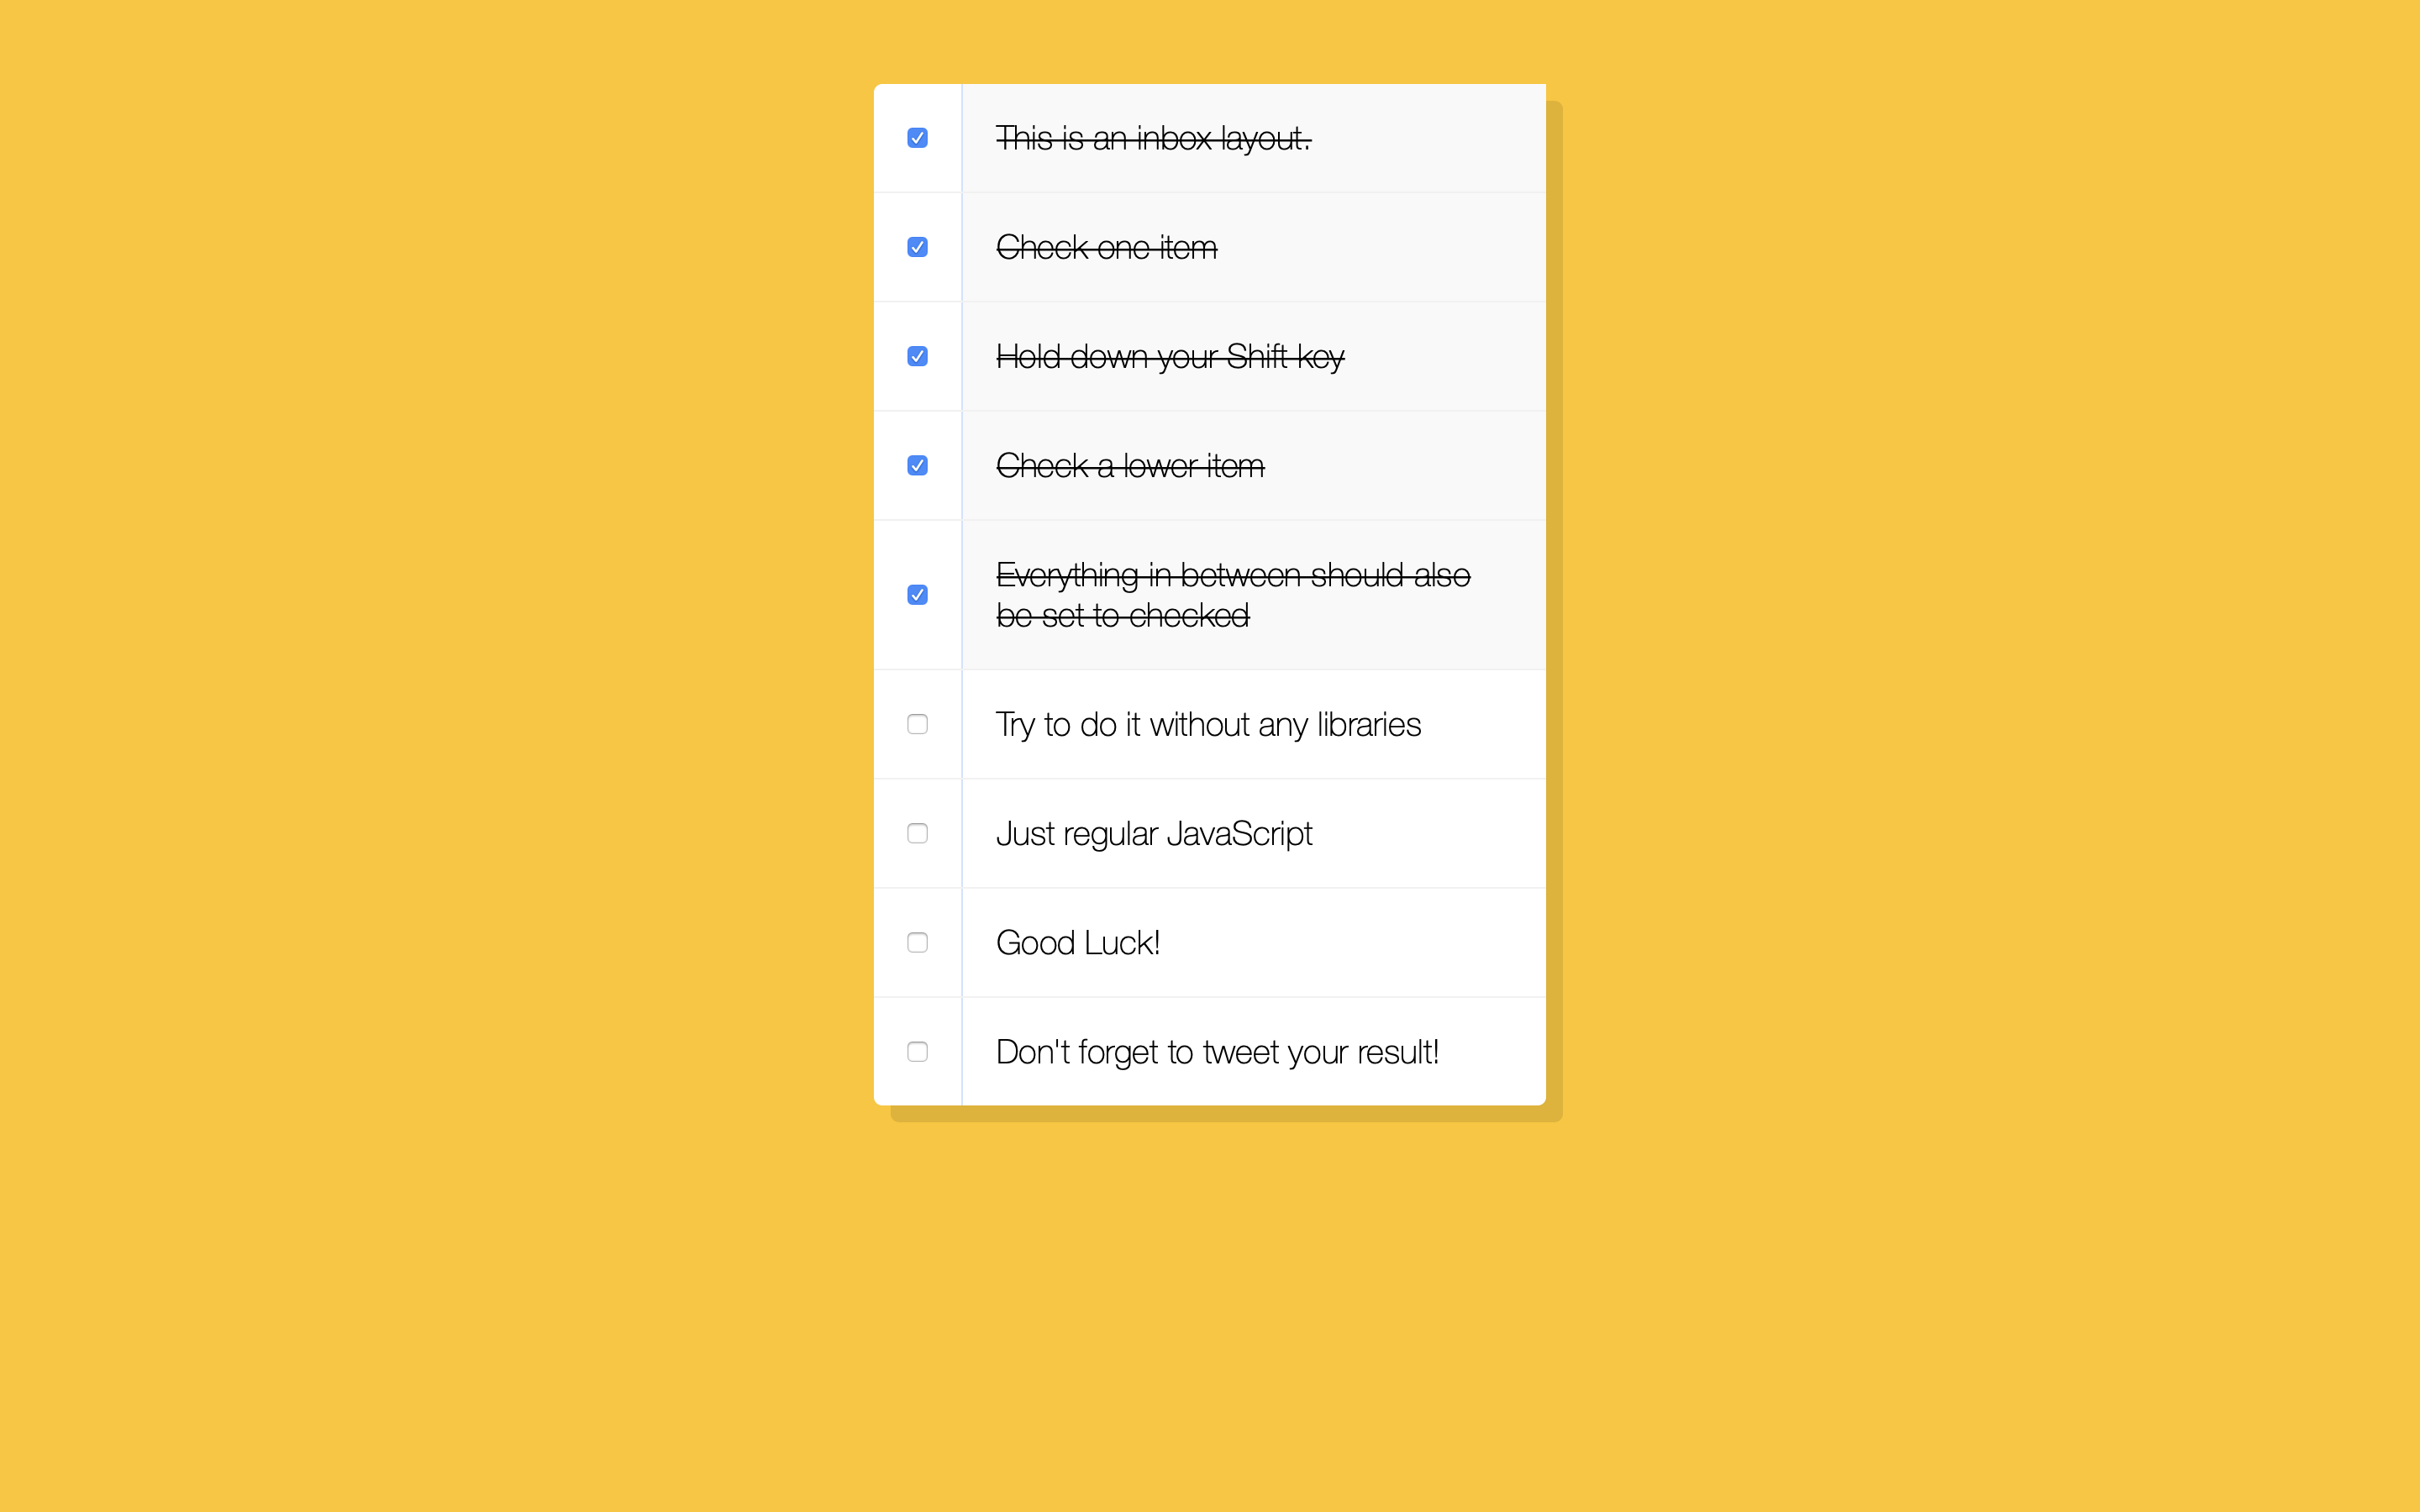 This is an inbox layout.
Check one item
Hold down your Shift key
Check a lower item
Everything in between should also
be set to checked
Try to do it without any libraries
Just regular JavaScript
Good Luck!
Don't forget to tweet your result!